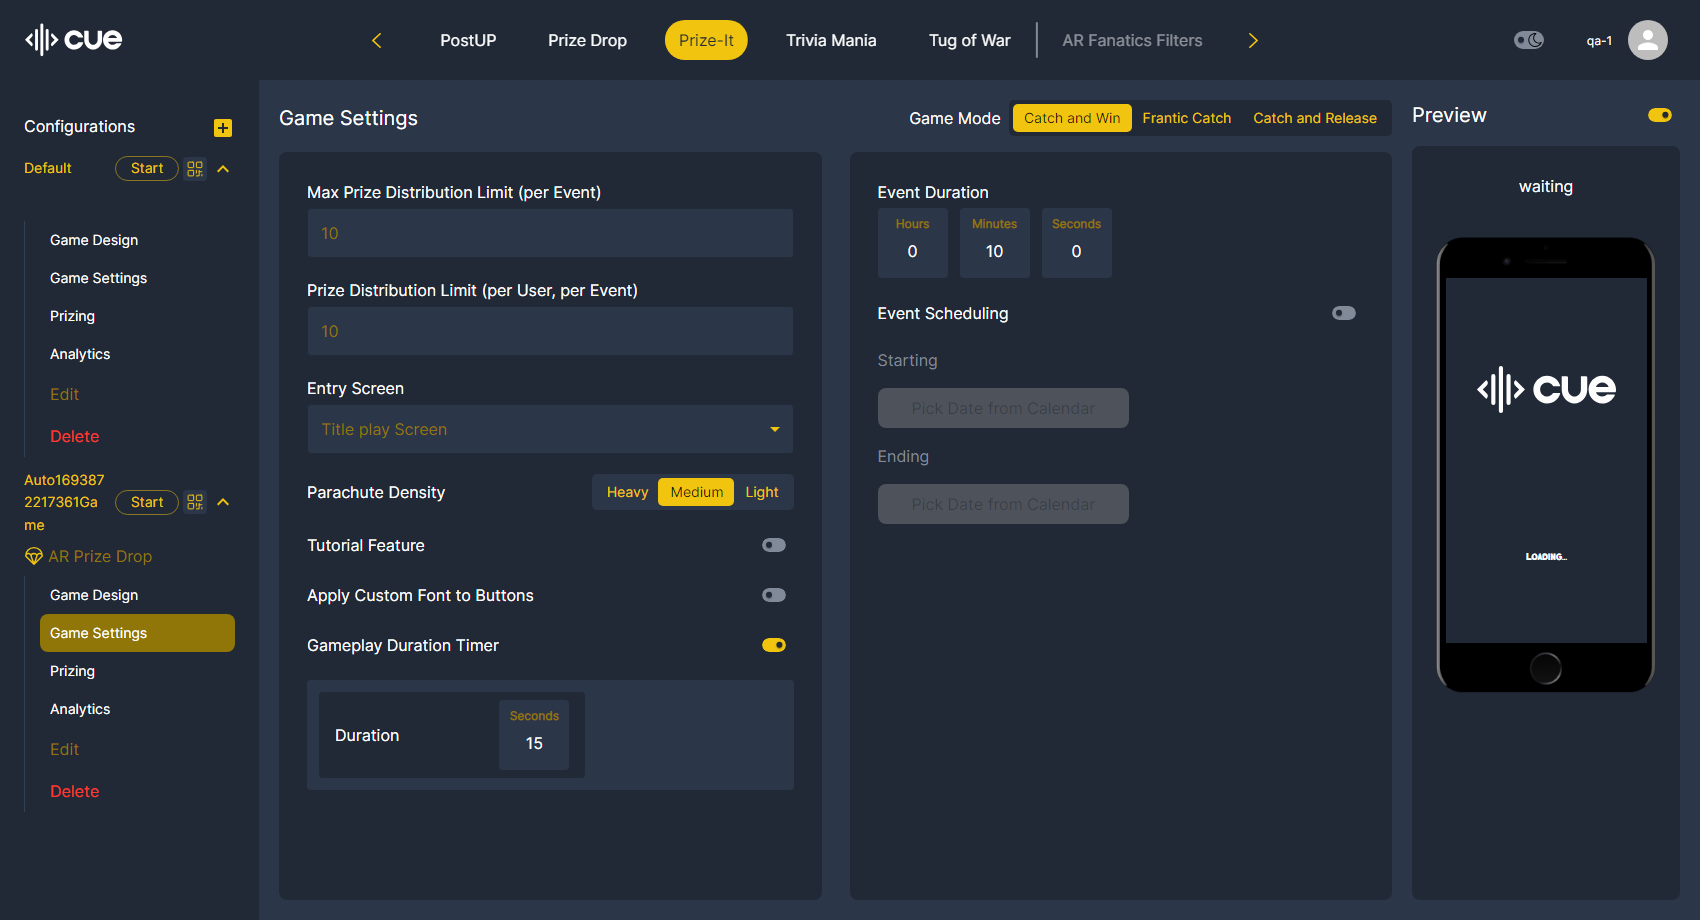 cue
PostUP
Prize Drop
Prize-It
Trivia Mania
Tug of War
AR Fanatics Filters
qa-1
Configurations
Default
Start
Game Design
Game Settings
Prizing
Analytics
Edit
Delete
Auto169387
2217361Ga
me
Start
AR Prize Drop
Game Design
Game Settings
Prizing
Analytics
Edit
Delete
Game Settings
Game Mode
Catch and Win
Frantic Catch
Catch and Release
Max Prize Distribution Limit (per Event)
10
Prize Distribution Limit (per User, per Event)
10
Entry Screen
Title play Screen
Parachute Density
Heavy
Medium
Light
Tutorial Feature
Apply Custom Font to Buttons
Gameplay Duration Timer
Duration
Seconds
15
Event Duration
Hours
0
Minutes
10
Seconds
0
Event Scheduling
Starting
Pick Date from Calendar
Ending
Pick Date from Calendar
Preview
waiting
cue
LOADING...